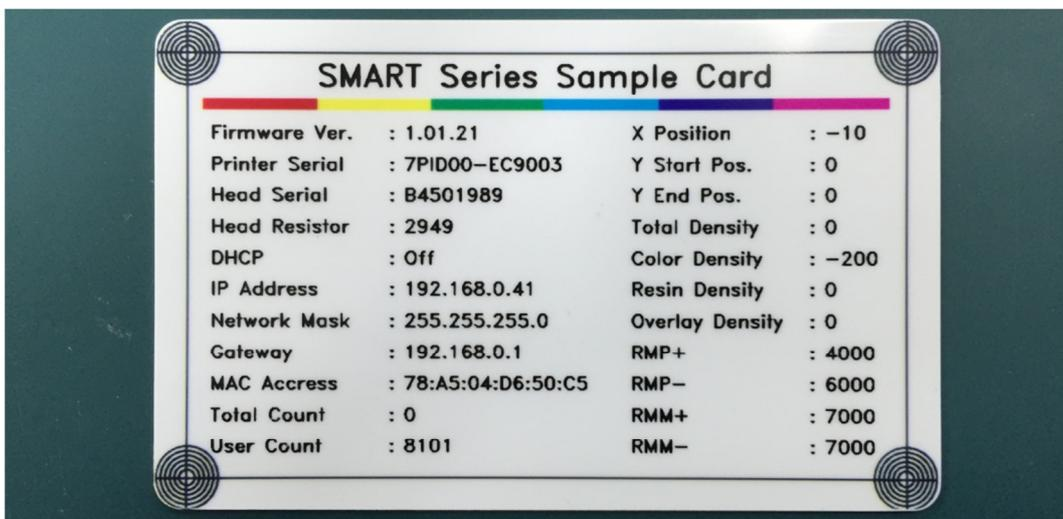 SMART Series Sample Card
Firmware Ver. : 1.01.21
Printer Serial : 7PID00-EC9003
Head Serial : B4501989
Head Resistor : 2949
DHCP : Off
IP Address : 192.168.0.41
Network Mask : 255.255.255.0
Gateway : 192.168.0.1
MAC Accress : 78:A5:04:D6:50:C5
Total Count : 0
User Count : 8101
X Position : -10
Y Start Pos. : 0
Y End Pos. : 0
Total Density : 0
Color Density : -200
Resin Density : 0
Overlay Density : 0
RMP+ : 4000
RMP- : 6000
RMM+ : 7000
RMM- : 7000